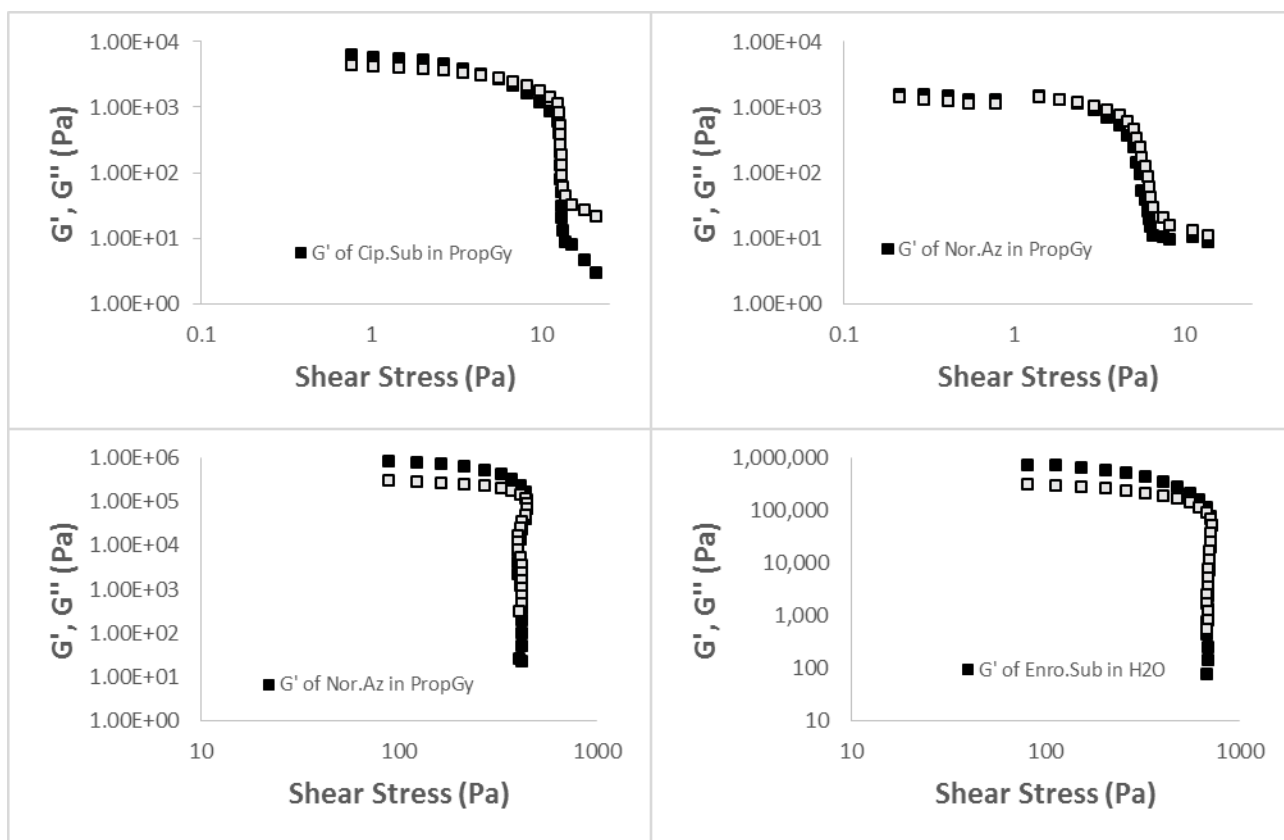 1.00E+04
1.00E+03
1.00E+02
1.00E+01
1.00E+00
G', G'' (Pa)
G' of Cip.Sub in PropGy
0.1 1 10
Shear Stress (Pa)
1.00E+04
1.00E+03
1.00E+02
1.00E+01
1.00E+00
G', G'' (Pa)
G' of Nor.Az in PropGy
0.1 1 10
Shear Stress (Pa)
1.00E+06
1.00E+05
1.00E+04
1.00E+03
1.00E+02
1.00E+01
1.00E+00
G', G'' (Pa)
G' of Nor.Az in PropGy
10 100 1000
Shear Stress (Pa)
1,000,000
100,000
10,000
1,000
100
10
G', G'' (Pa)
G' of Enro.Sub in H2O
10 100 1000
Shear Stress (Pa)